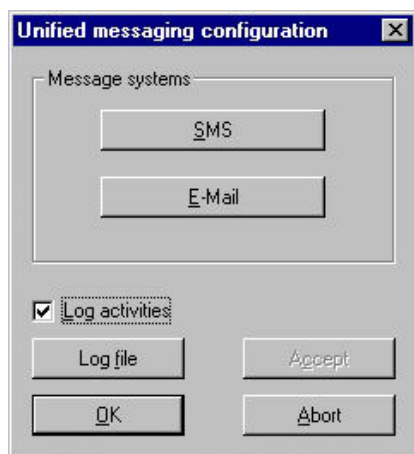 Unified messaging configuration
Message systems
SMS
E-Mail
Log activities
Log file
Accept
OK
Abort